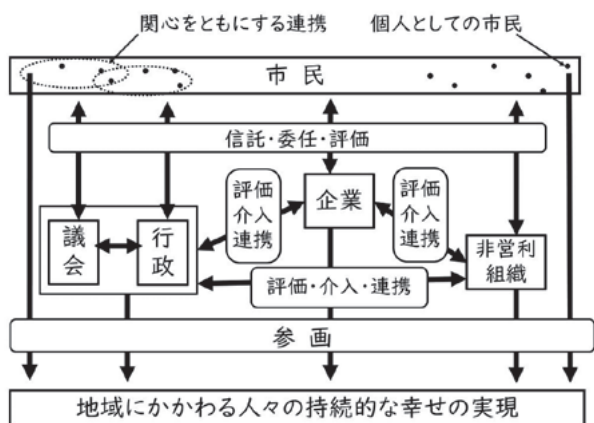 関心をともにする連携
個人としての市民
市民
信託・委任・評価
評価
介入
連携
企業
評価
介入
連携
議会
行政
非営利
組織
評価・介入・連携
参画
地域にかかわる人々の持続的な幸せの実現